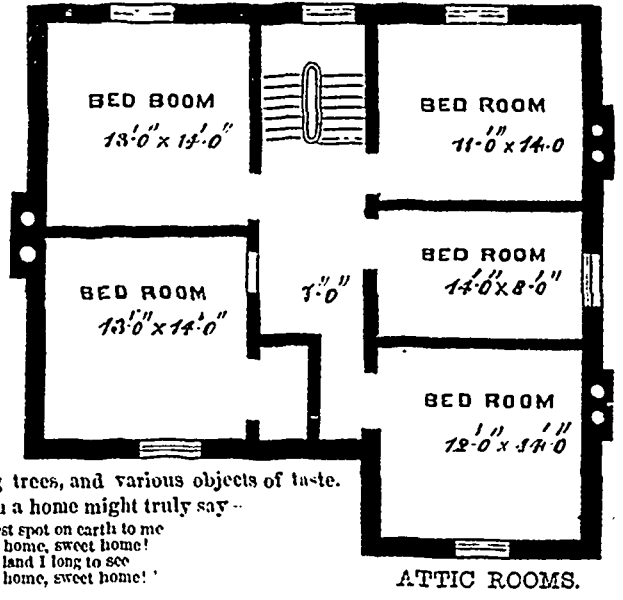 BED BOOM
13'0" x 14'0"
BED ROOM
11'0" x 14.0
BED ROOM
14'0" x 8'0"
BED ROOM
13'0" x 14'0"
7'0"
BED ROOM
12'0" x 14'0"
trees, and various objects of taste.
a home might truly say--
spot on earth to me
home, sweet home!
land I long to see
home, sweet home!'
ATTIC ROOMS.